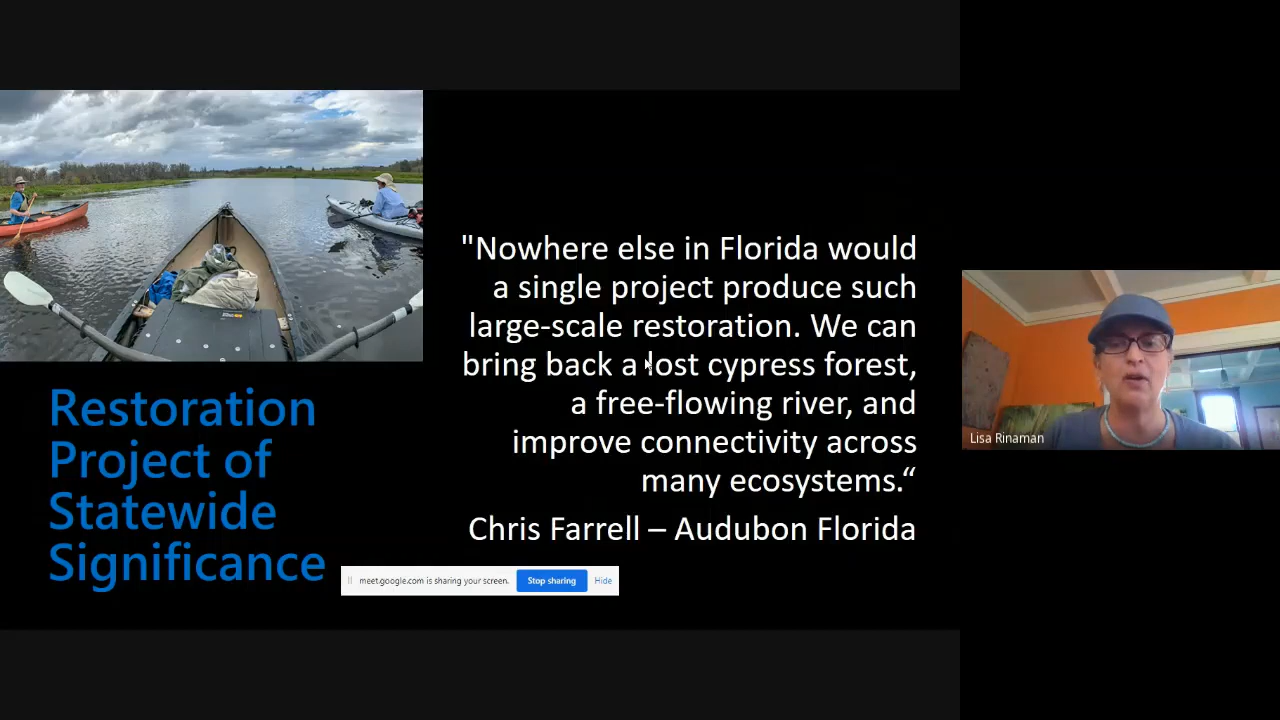 "Nowhere else in Florida would
a single project produce such
large-scale restoration. We can
bring back a lost cypress forest,
a free-flowing river, and
improve connectivity across
many ecosystems.“
Chris Farrell – Audubon Florida
Restoration
Project of
Statewide
Significance
meet.google.com is sharing your screen.
Stop sharing
Hide
Lisa Rinaman